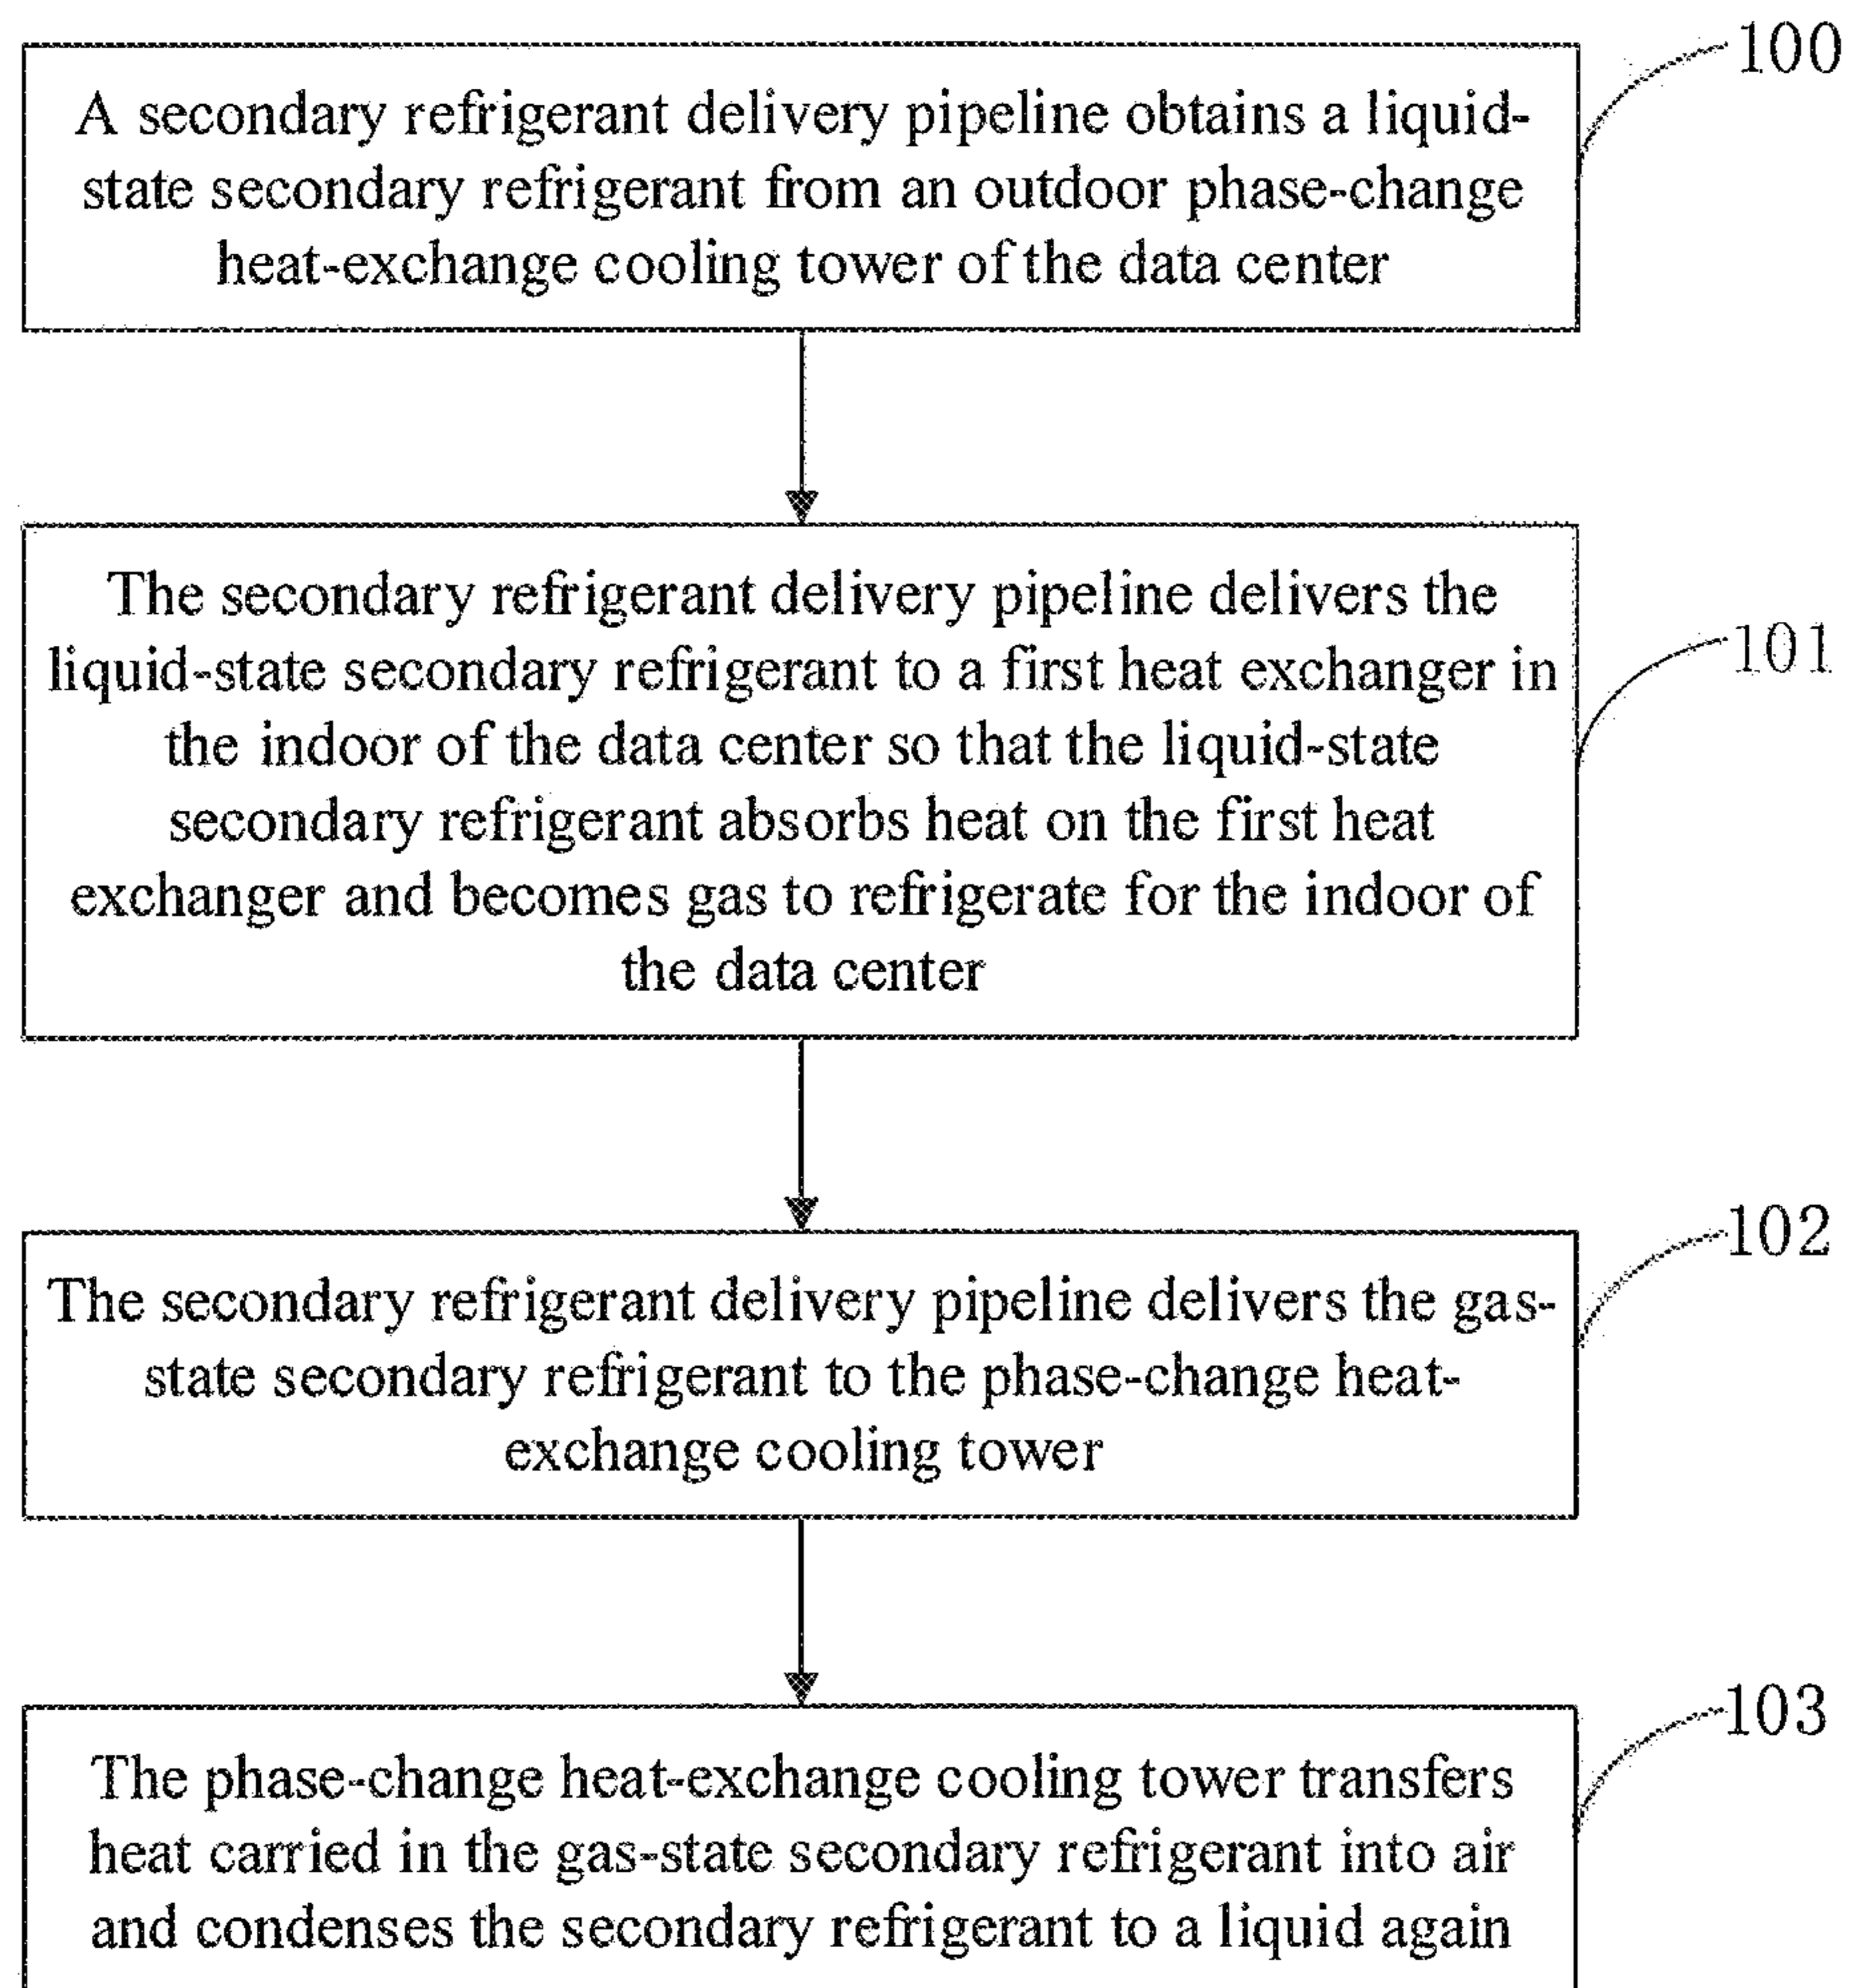 100
A secondary refrigerant delivery pipeline obtains a liquid-
state secondary refrigerant from an outdoor phase-change
heat-exchange cooling tower of the data center
101
The secondary refrigerant delivery pipeline delivers the
liquid-state secondary refrigerant to a first heat exchanger in
the indoor of the data center so that the liquid-state
secondary refrigerant absorbs heat on the first heat
exchanger and becomes gas to refrigerate for the indoor of
the data center
102
The secondary refrigerant delivery pipeline delivers the gas-
state secondary refrigerant to the phase-change heat-
exchange cooling tower
103
The phase-change heat-exchange cooling tower transfers
heat carried in the gas-state secondary refrigerant into air
and condenses the secondary refrigerant to a liquid again